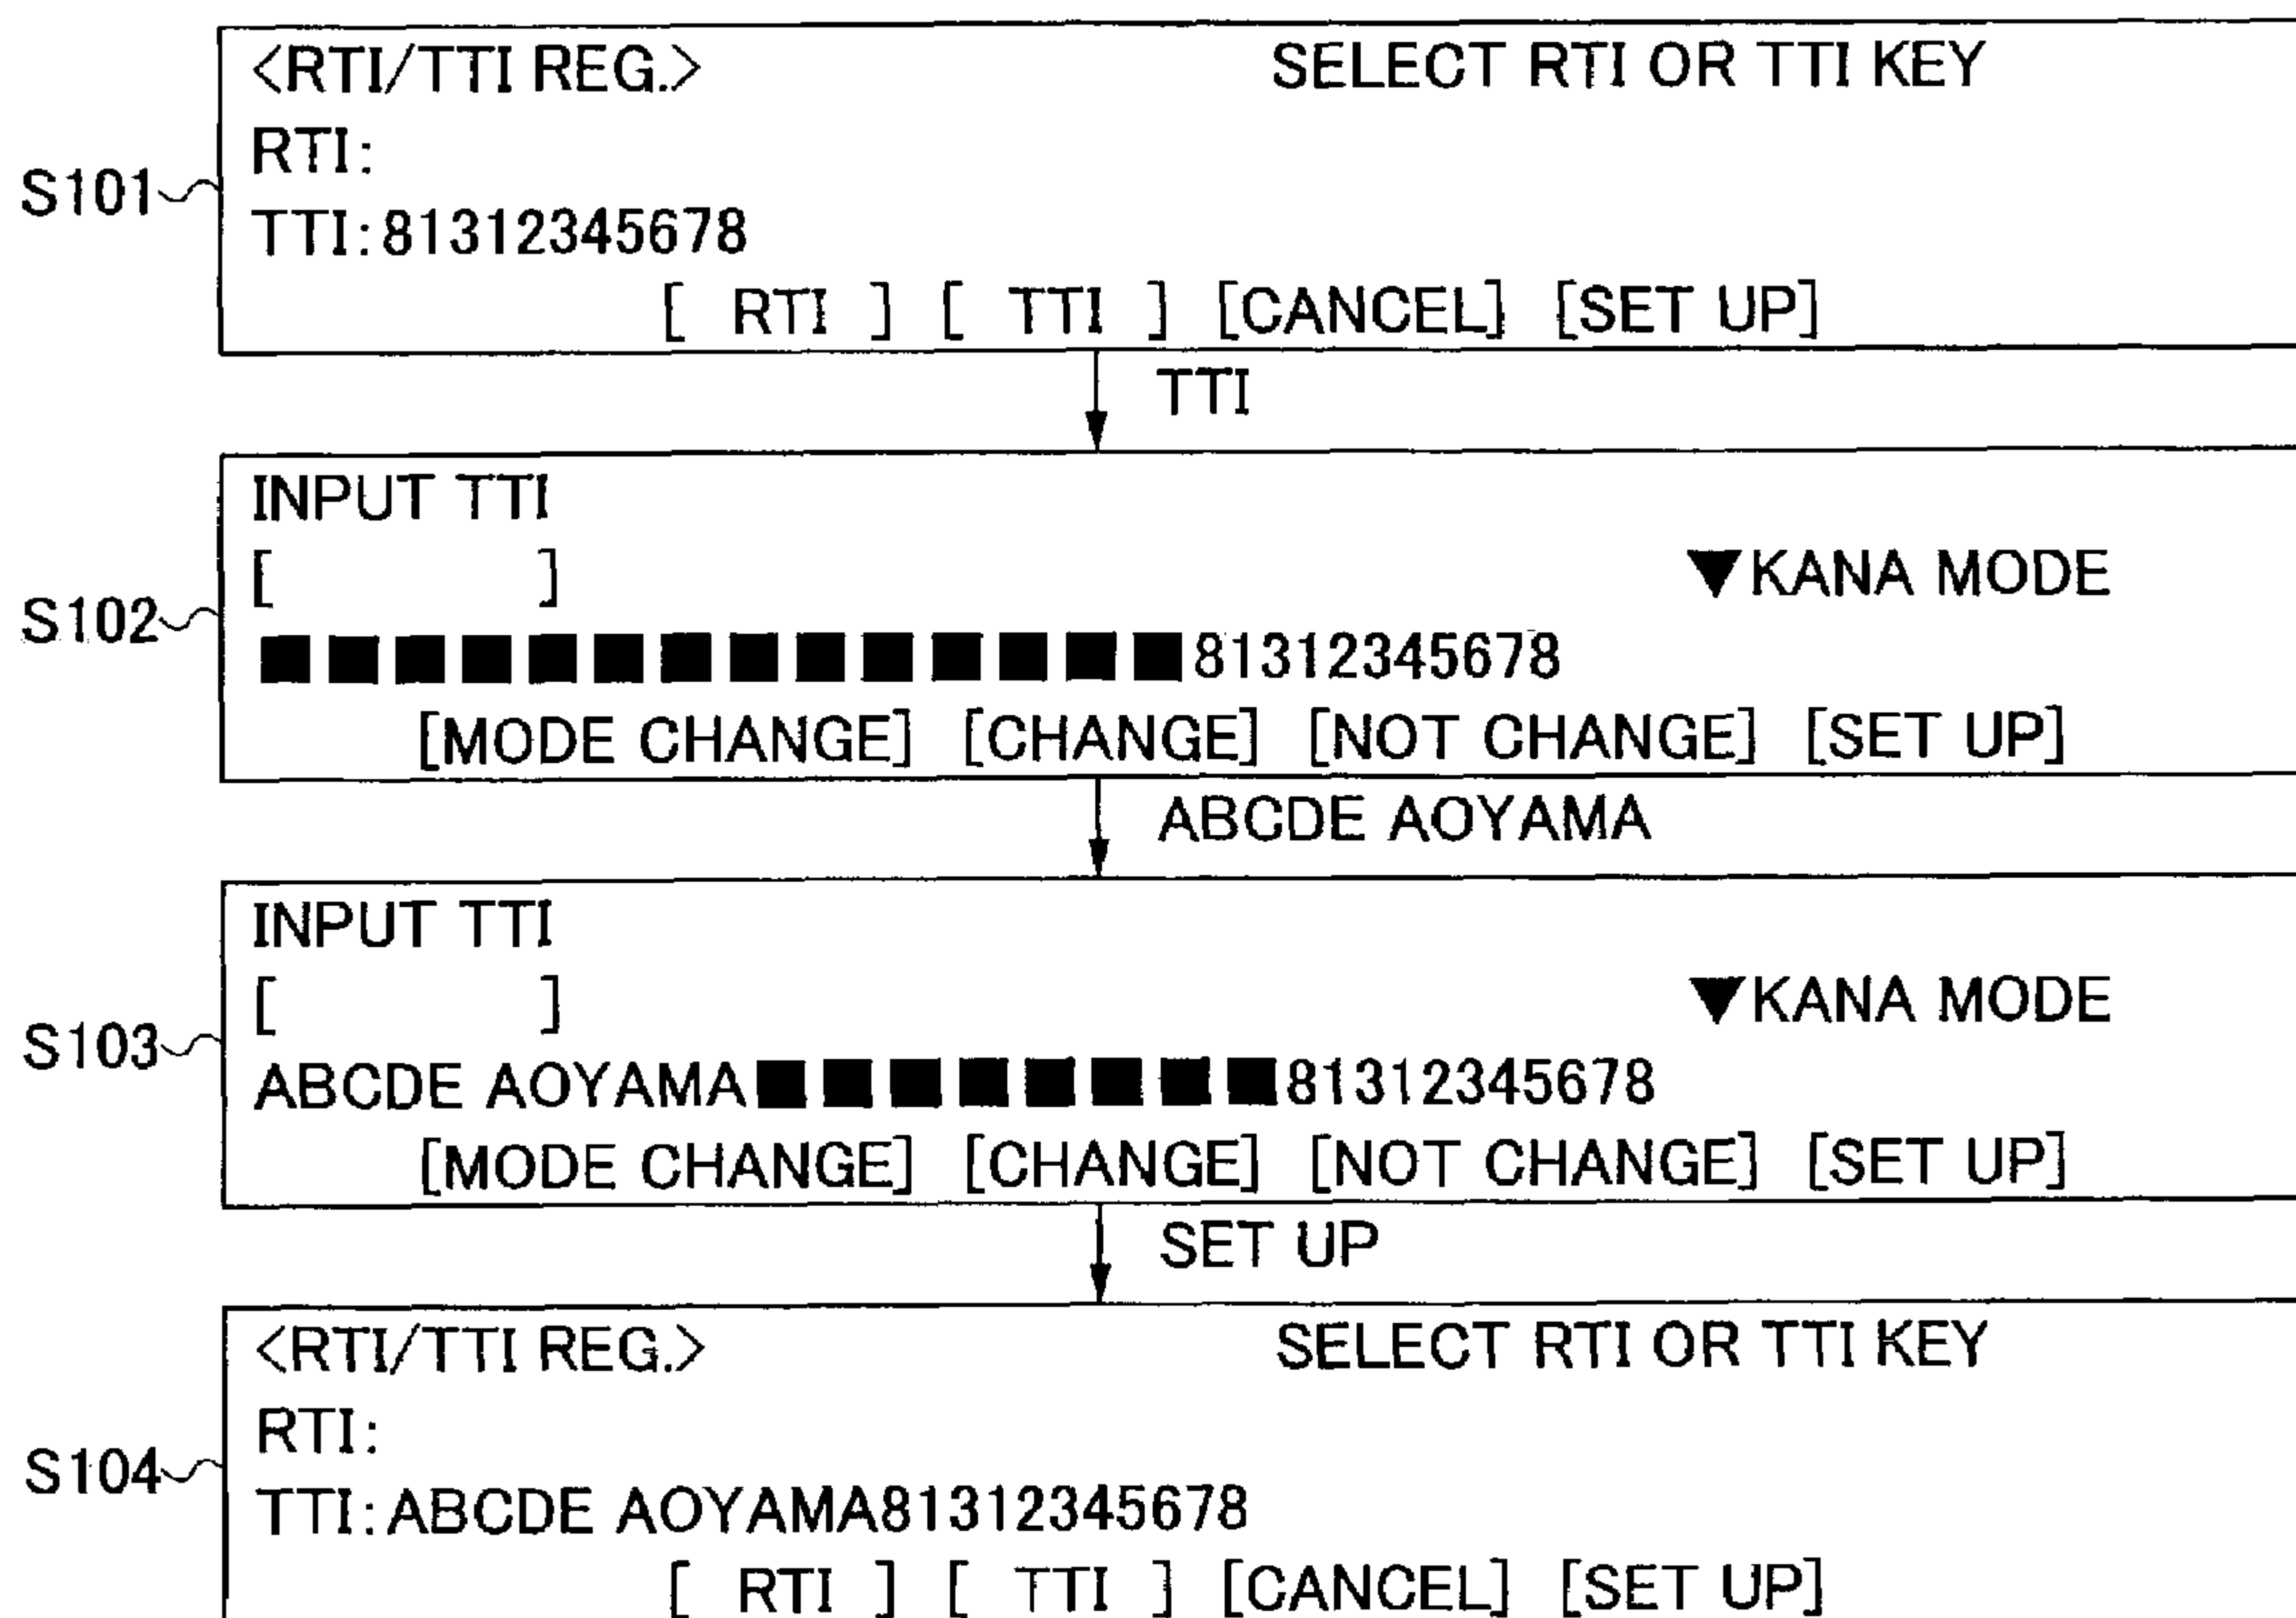 <RTI/TTI REG.> SELECT RTI OR TTI KEY
RTI:
S101
TTI:81312345678
[ RTI ] [ TTI ] [CANCEL] [SET UP]
TTI
INPUT TTI
[ ] ▼KANA MODE
S102
■■■■■■■■■■■■■■81312345678
[MODE CHANGE] [CHANGE] [NOT CHANGE] [SET UP]
ABCDE AOYAMA
INPUT TTI
[ ] ▼KANA MODE
S103
ABCDE AOYAMA■■■■■■■■81312345678
[MODE CHANGE] [CHANGE] [NOT CHANGE] [SET UP]
SET UP
<RTI/TTI REG.> SELECT RTI OR TTI KEY
RTI:
S104
TTI:ABCDE AOYAMA81312345678
[ RTI ] [ TTI ] [CANCEL] [SET UP]